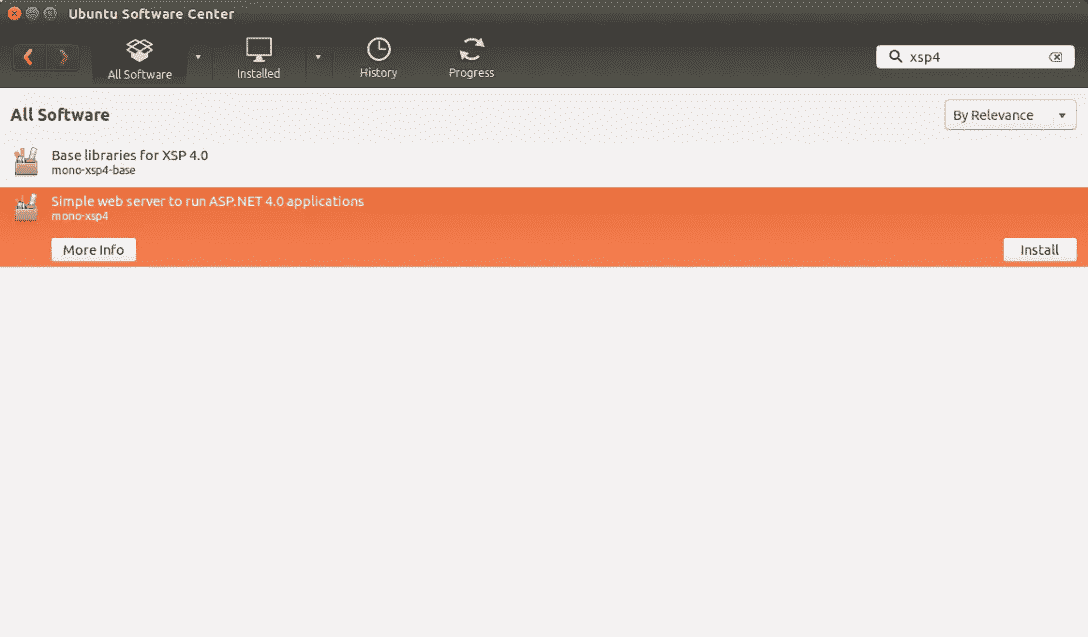 Ubuntu Software Center
All Software
Installed
History
Progress
xsp4
All Software
By Relevance
Base libraries for XSP 4.0
mono-xsp4-base
Simple web server to run ASP.NET 4.0 applications
mono-xsp4
More Info
Install